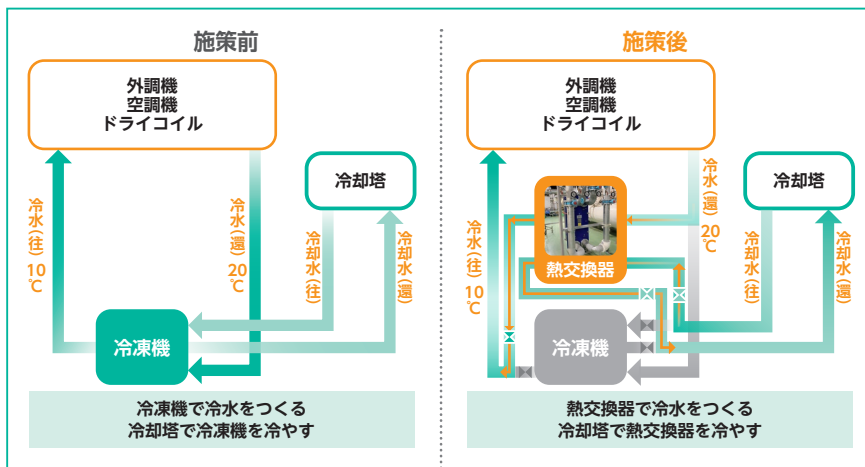 施策前
外調機
空調機
ドライコイル
冷却塔
冷水(往)10℃
冷水(還)20℃
冷却水(往)
冷却水(還)
冷凍機
冷凍機で冷水をつくる
冷却塔で冷凍機を冷やす
施策後
外調機
空調機
ドライコイル
冷却塔
熱交換器
冷水(往)10℃
冷水(還)20℃
冷却水(往)
冷却水(還)
冷凍機
熱交換器で冷水をつくる
冷却塔で熱交換器を冷やす